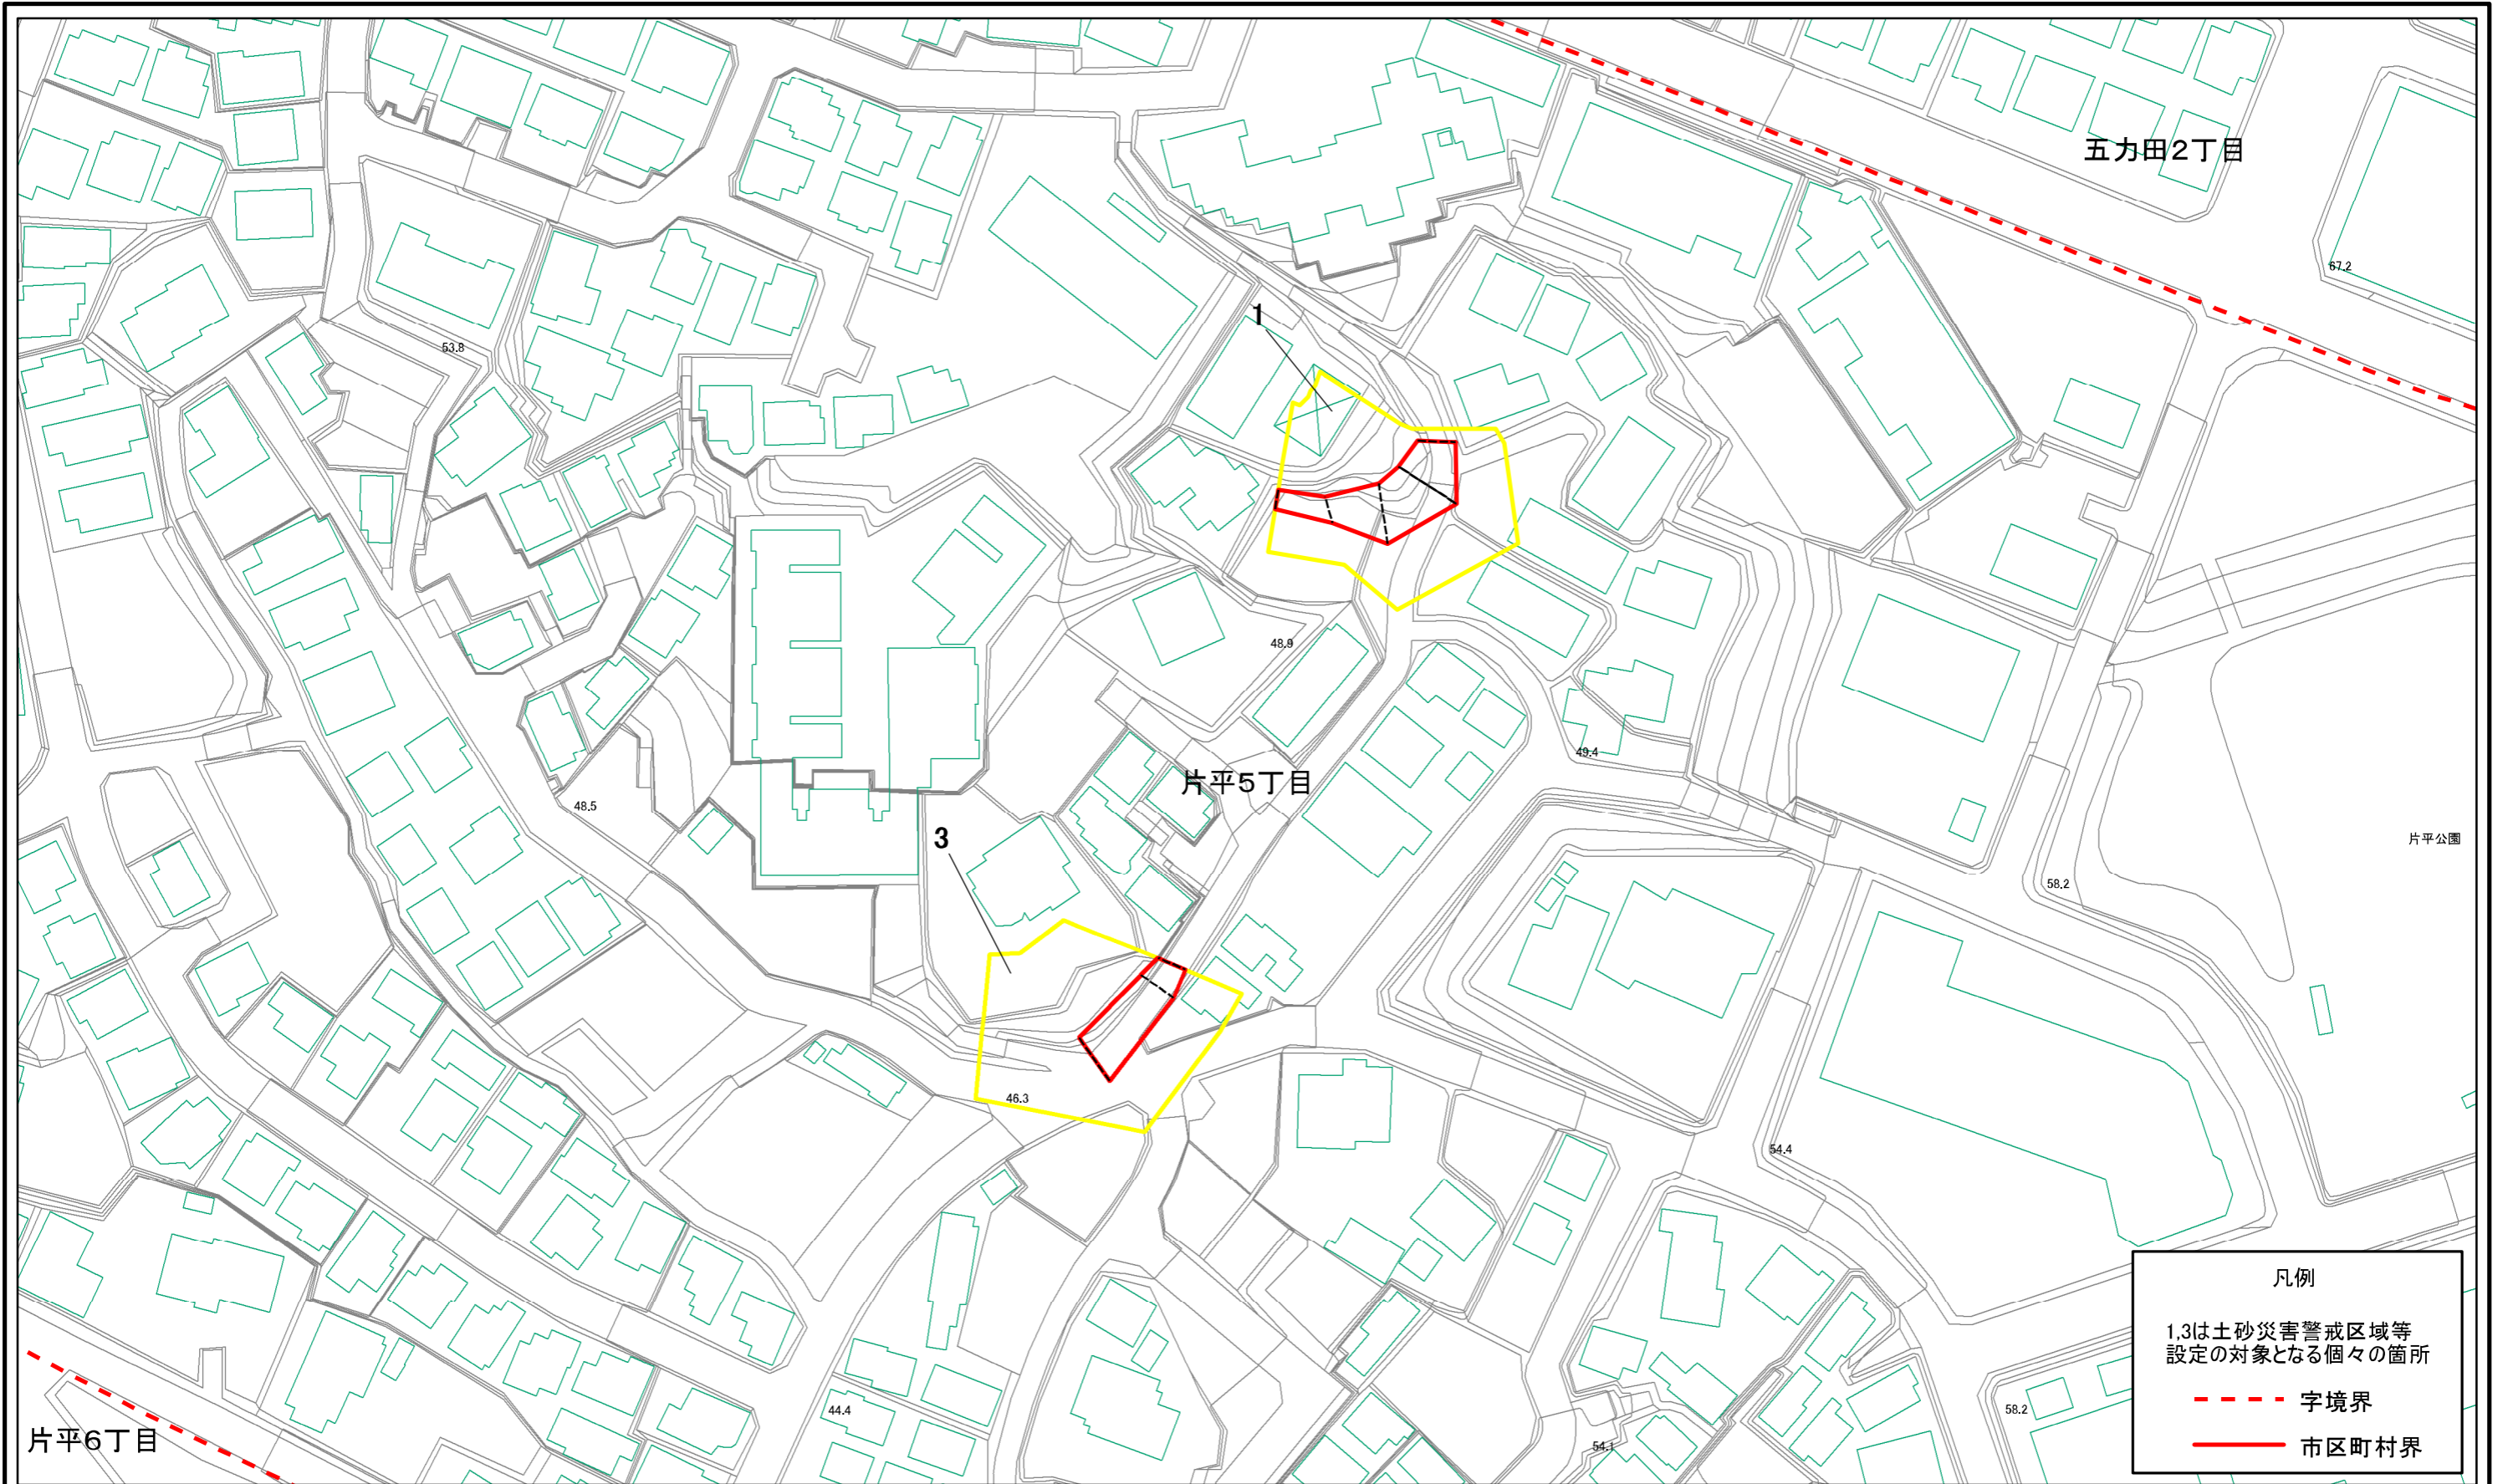 五力田2丁目
67.2
1
53.8
48.9
49.4
片平5丁目
48.5
3
片平公園
58.2
46.3
54.4
凡例
1,3は土砂災害警戒区域等
設定の対象となる個々の箇所
字境界
市区町村界
58.2
44.4
片平6丁目
54.1